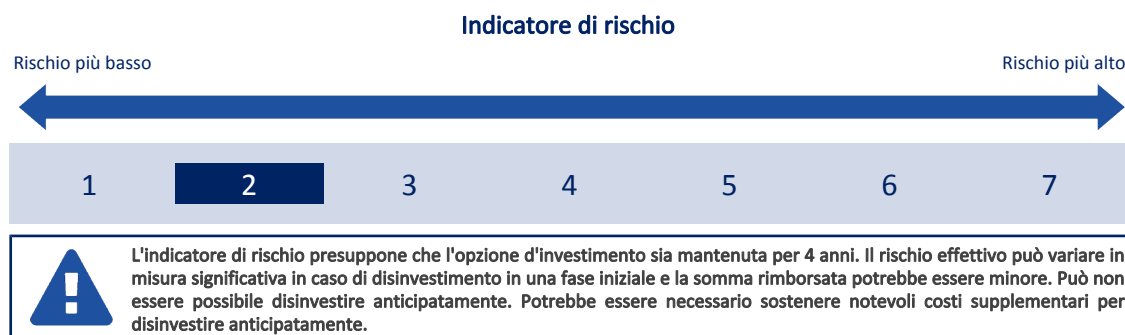 Indicatore di rischio
Rischio più basso
Rischio più alto
1 2 3 4 5 6 7
L'indicatore di rischio presuppone che l'opzione d'investimento sia mantenuta per 4 anni. Il rischio effettivo può variare in
misura significativa in caso di disinvestimento in una fase iniziale e la somma rimborsata potrebbe essere minore. Può non
essere possibile disinvestire anticipatamente. Potrebbe essere necessario sostenere notevoli costi supplementari per
disinvestire anticipatamente.